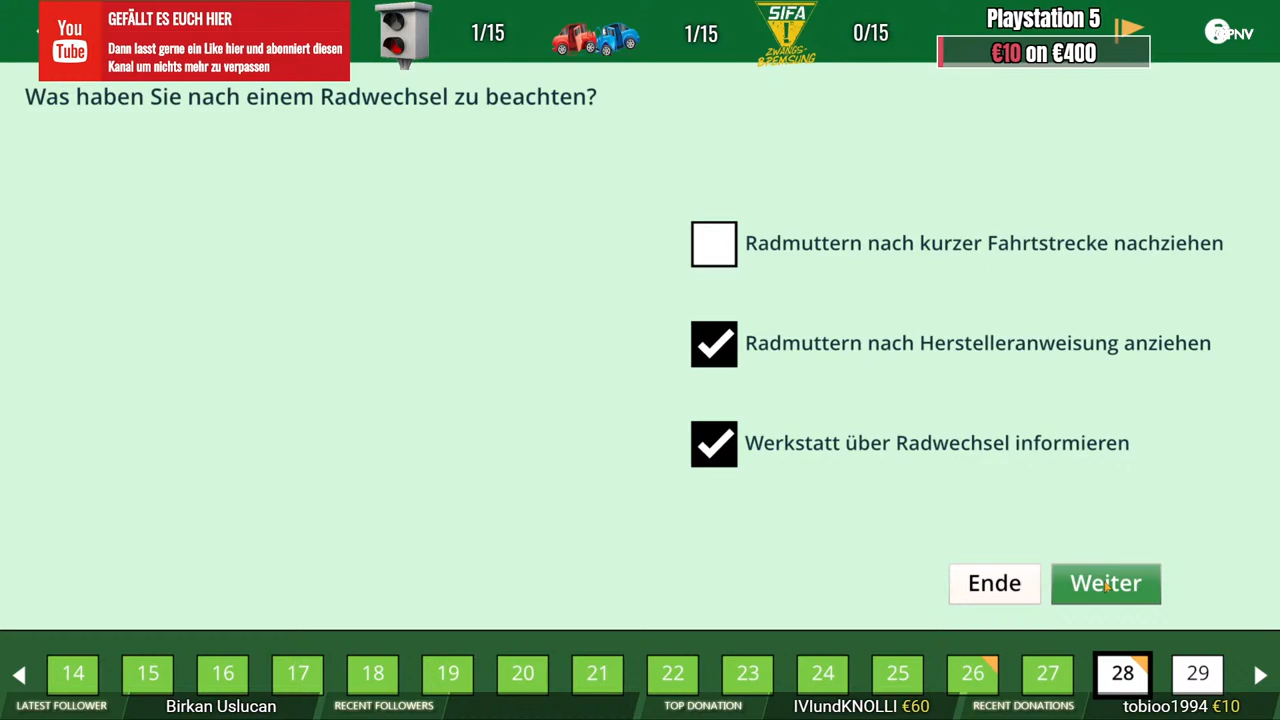 You
Tube
GEFÄLLT ES EUCH HIER
Dann lasst gerne ein Like hier und abonniert diesen
Kanal um nichts mehr zu verpassen
1/15
1/15
SIFA
ZWANGS-
BREMSUNG
0/15
Playstation 5
€10 on €400
Was haben Sie nach einem Radwechsel zu beachten?
Radmuttern nach kurzer Fahrtstrecke nachziehen
Radmuttern nach Herstelleranweisung anziehen
Werkstatt über Radwechsel informieren
Ende
Weiter
14 15 16 17 18 19 20 21 22 23 24 25 26 27 28 29
LATEST FOLLOWER Birkan Uslucan RECENT FOLLOWERS TOP DONATION IVIundKNOLLI €60 RECENT DONATIONS tobioo1994 €10